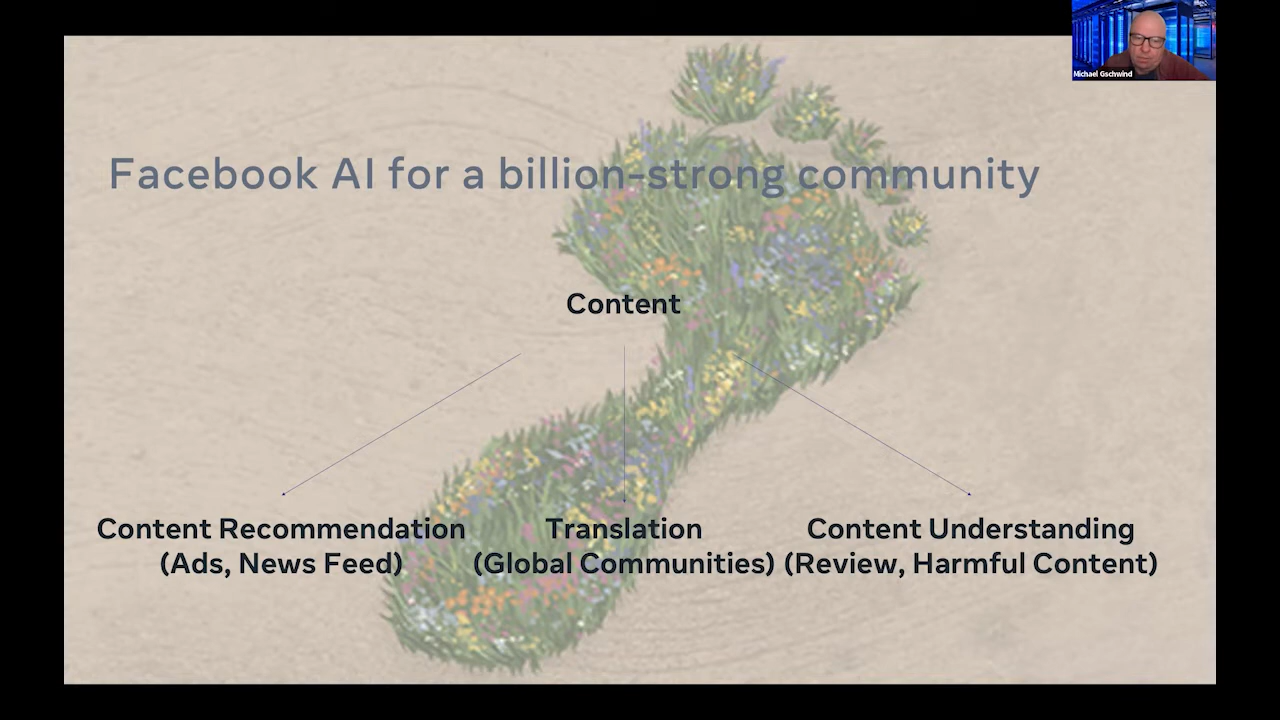 Michael Gschwind
Facebook AI for a billion-strong community
Content
Content Recommendation
(Ads, News Feed)
Translation
(Global Communities)
Content Understanding
(Review, Harmful Content)